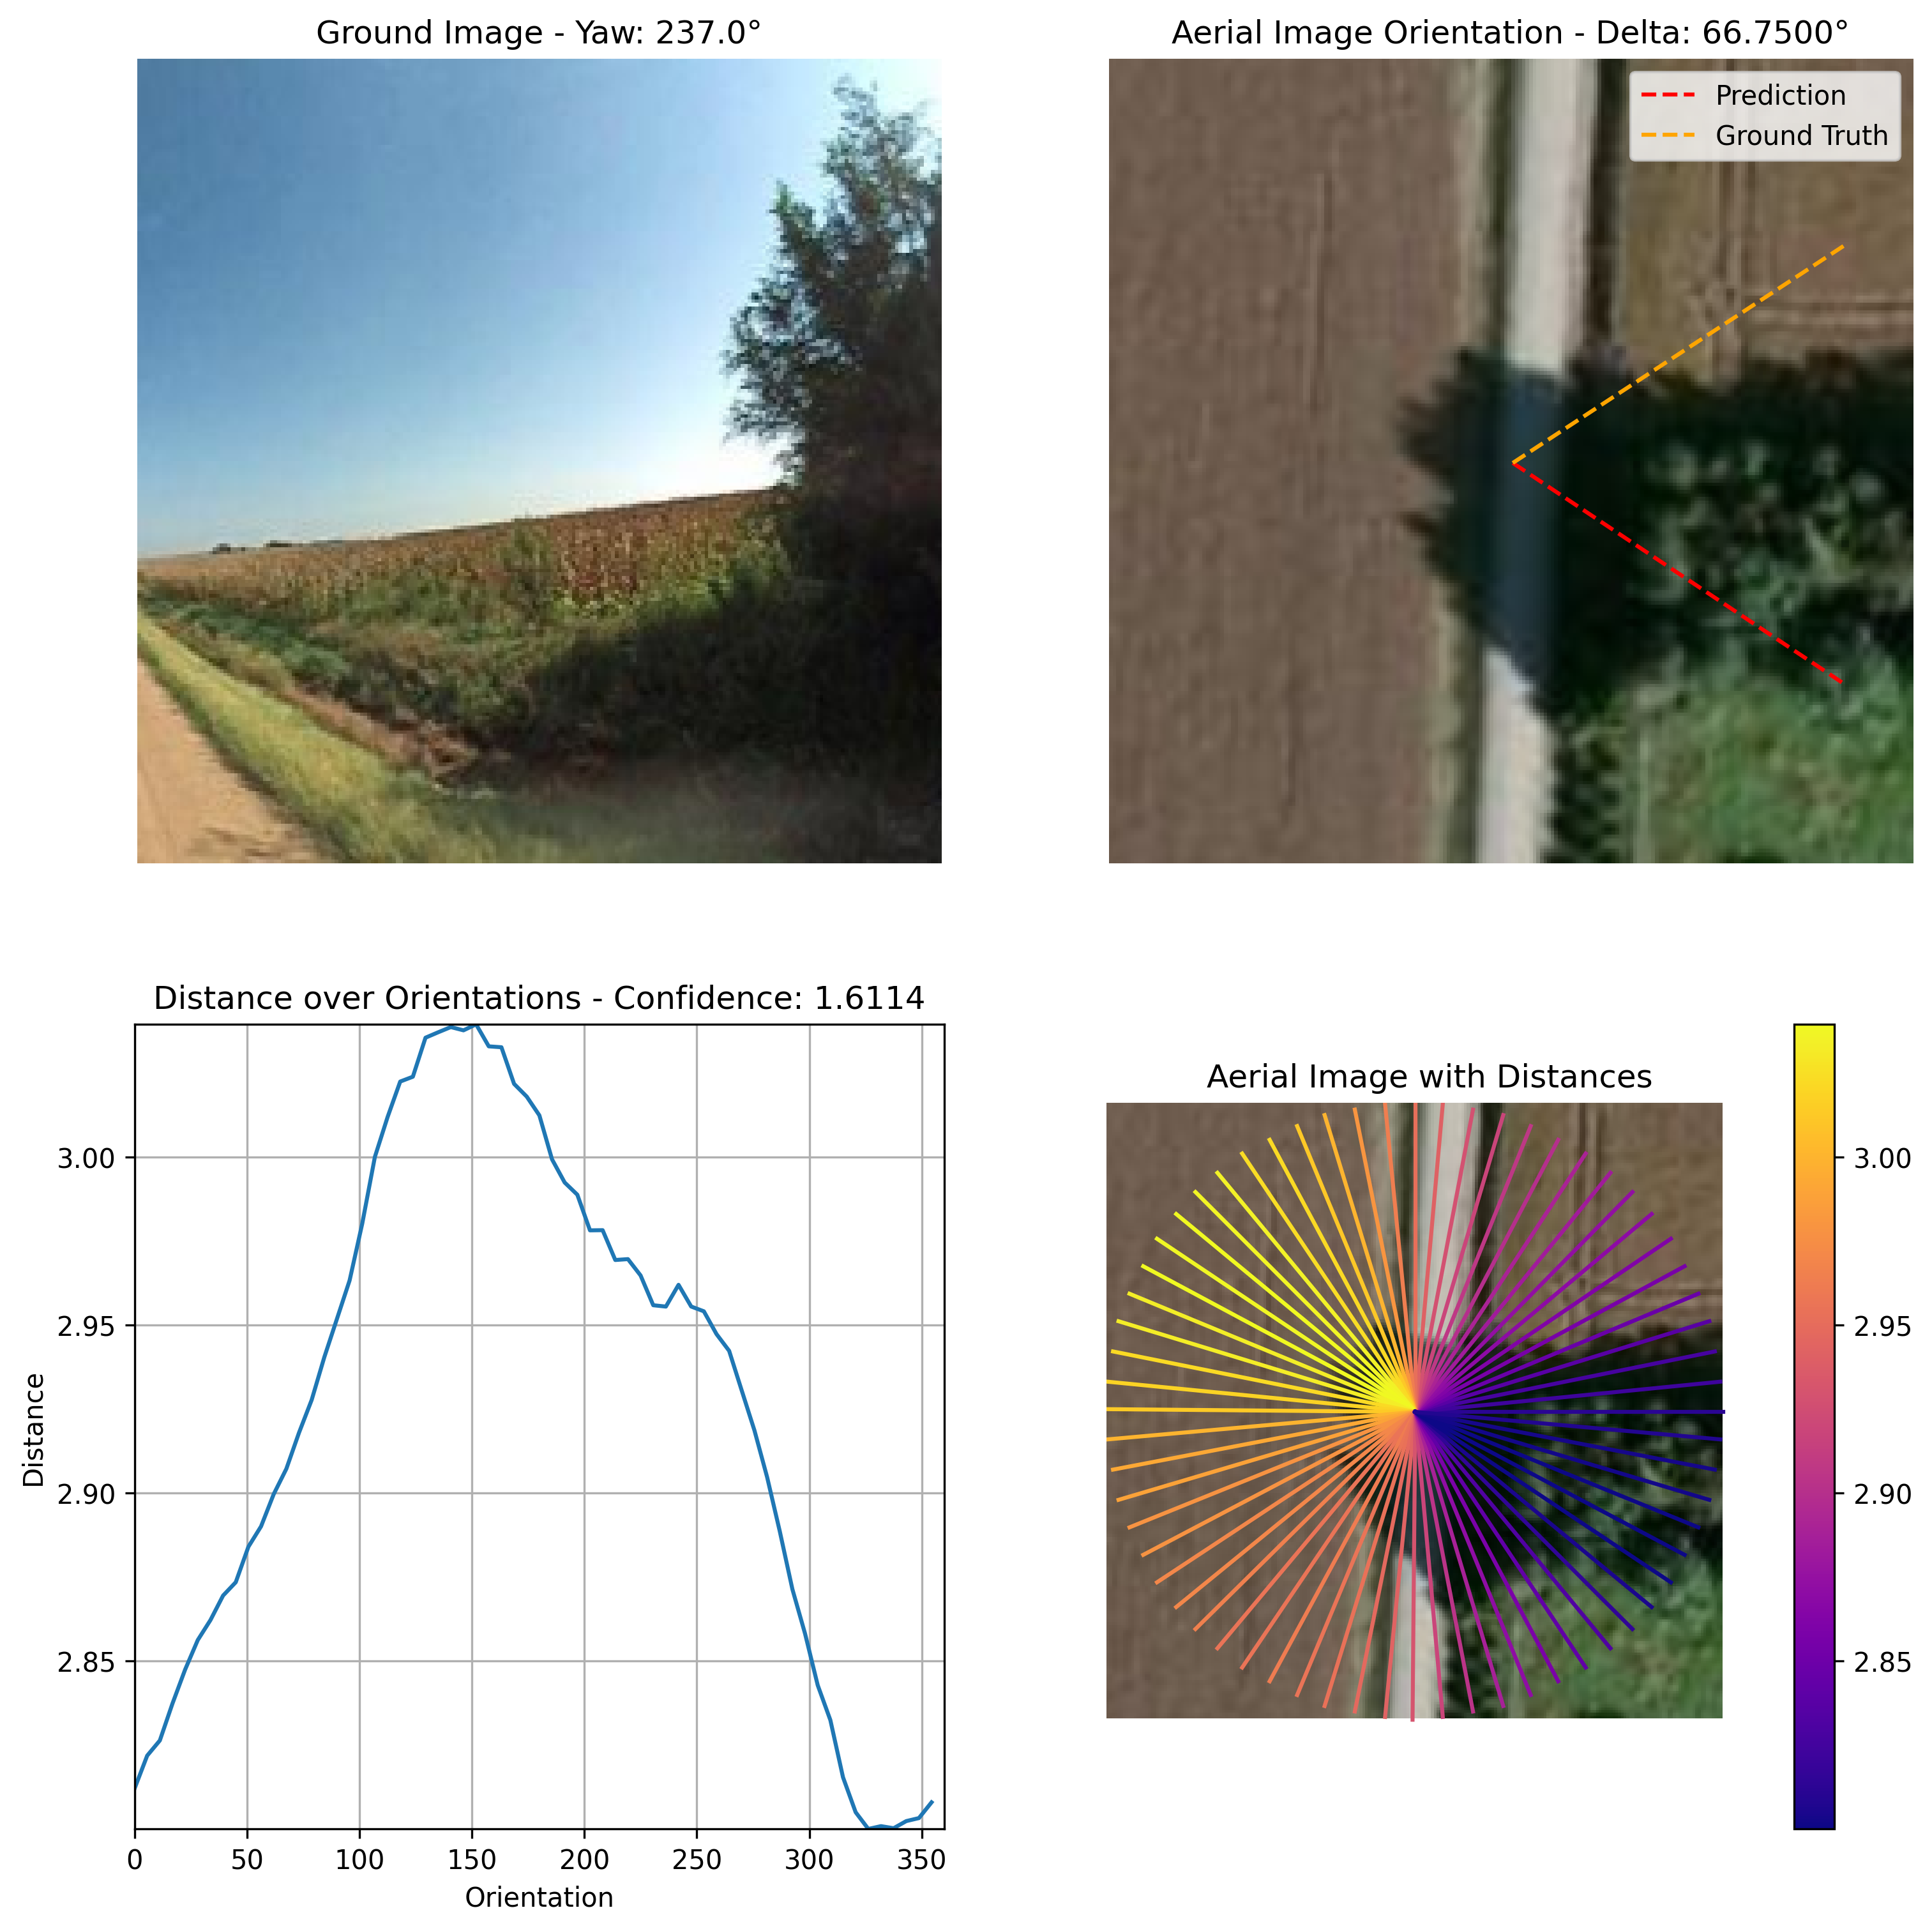 Ground Image - Yaw: 237.0°
Aerial Image Orientation - Delta: 66.7500°
Prediction
Ground Truth
Distance over Orientations - Confidence: 1.6114
3.00
2.95
2.90
2.85
Distance
0 50 100 150 200 250 300 350
Orientation
Aerial Image with Distances
3.00
2.95
2.90
2.85